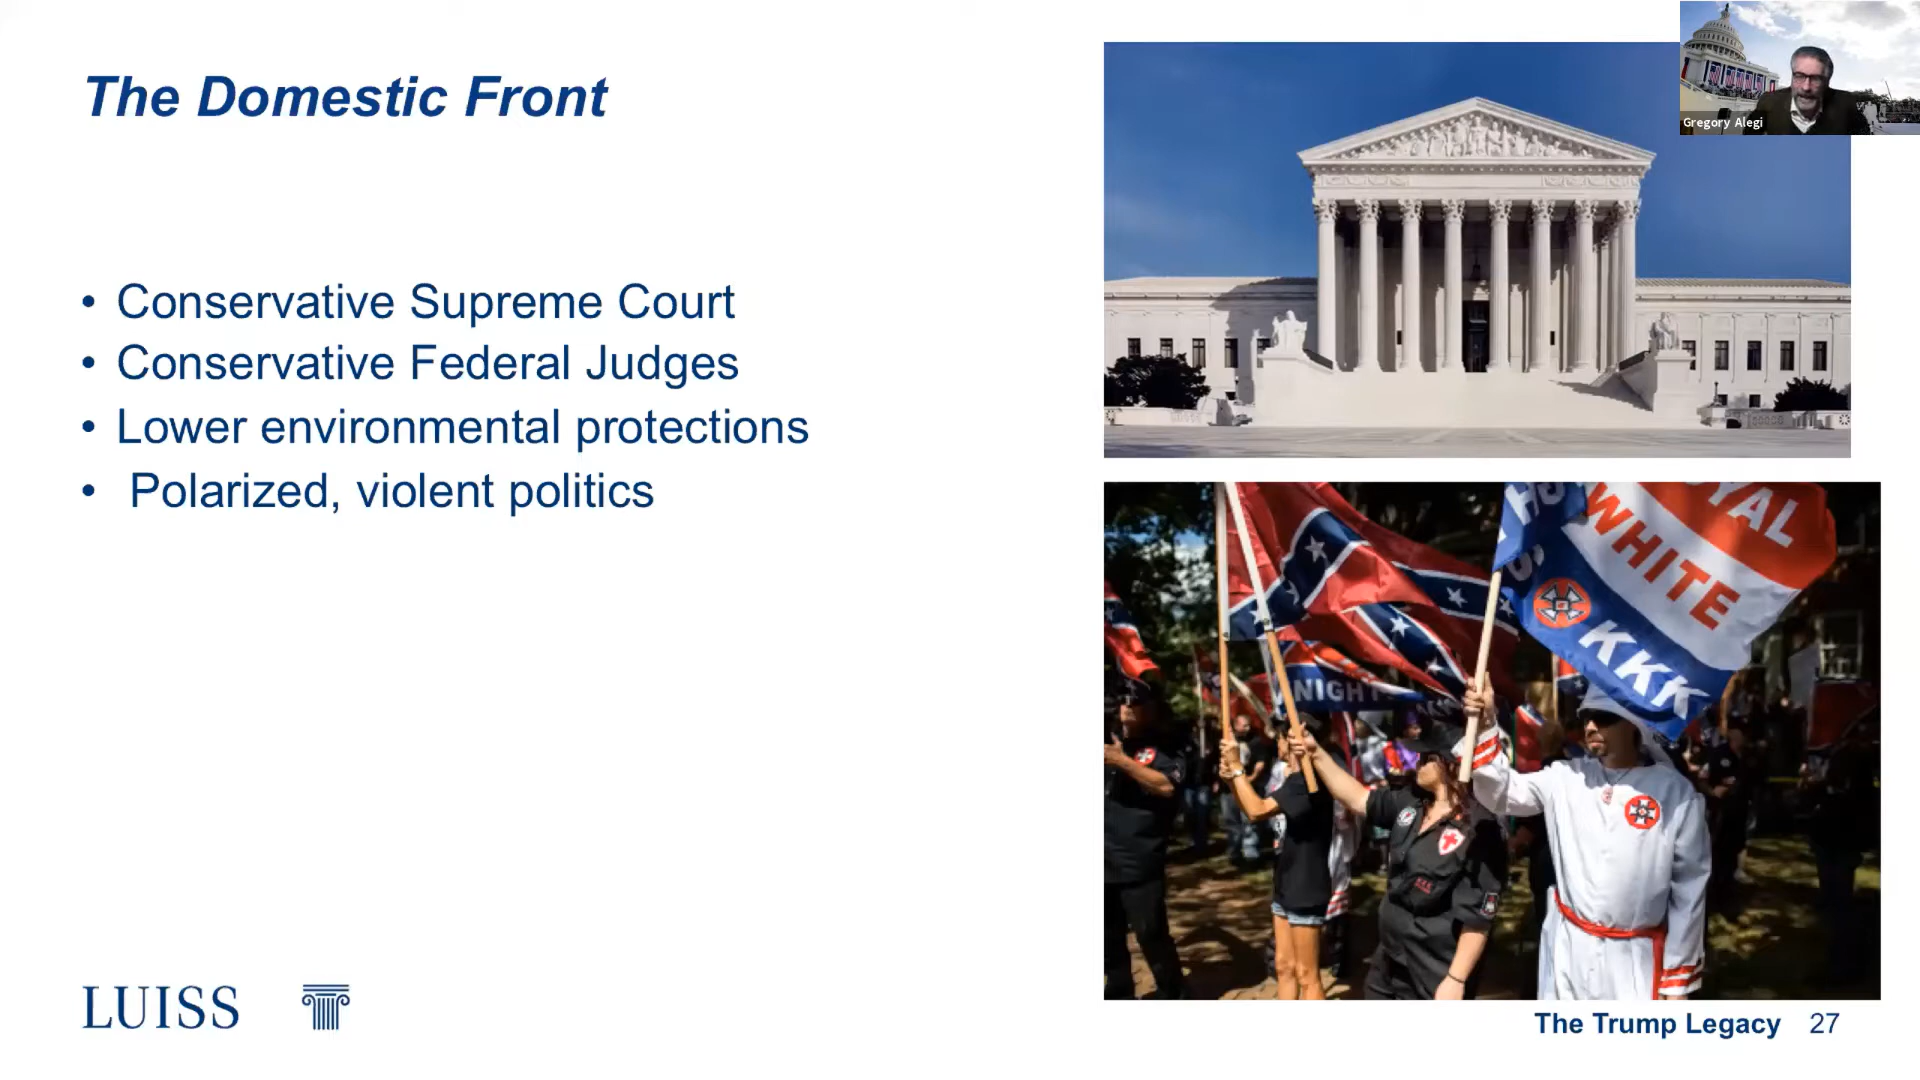 The Domestic Front
Gregory Alegi
• Conservative Supreme Court
• Conservative Federal Judges
• Lower environmental protections
• Polarized, violent politics
YAL
WHITE
KKK
NIGHT
LUISS
The Trump Legacy 27